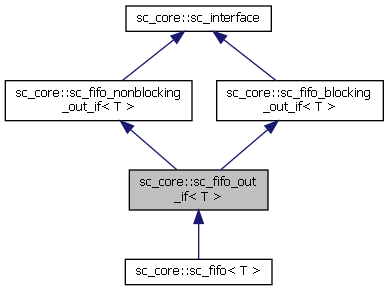 sc_core::sc_interface
sc_core::sc_fifo_nonblocking
_out_if< T >
sc_core::sc_fifo_blocking
_out_if< T >
sc_core::sc_fifo_out
_if< T >
sc_core::sc_fifo< T >